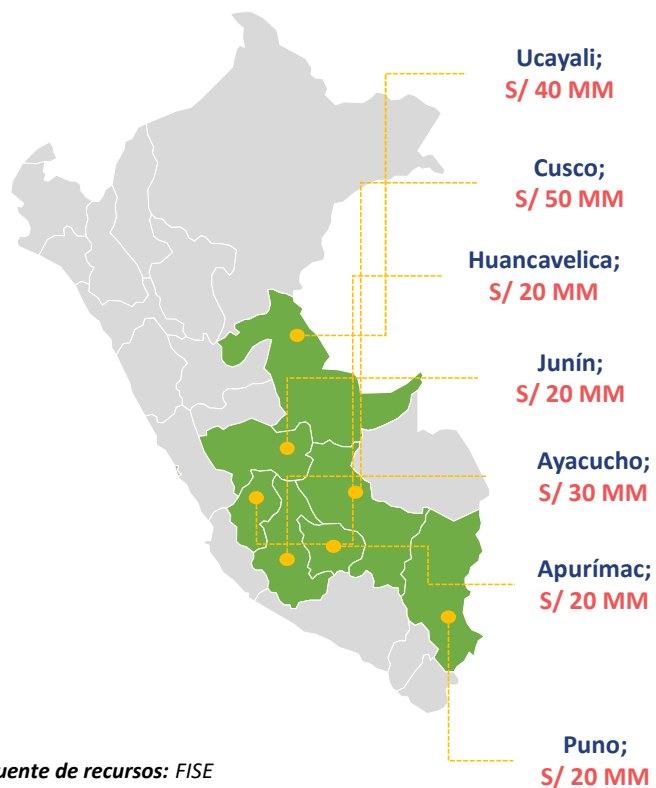 Ucayali;
S/ 40 MM
Cusco;
S/ 50 MM
Huancavelica;
S/ 20 MM
Junín;
S/ 20 MM
Ayacucho;
S/ 30 MM
Apurímac;
S/ 20 MM
Puno;
S/ 20 MM
uente de recursos: FISE